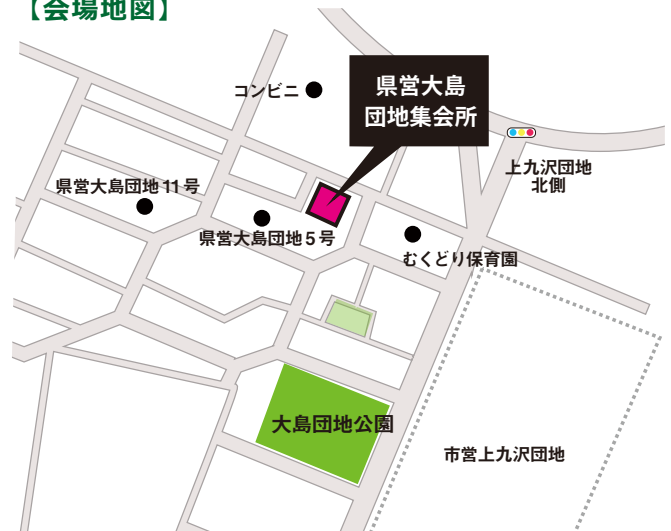 【会場地図】
県営大島
団地集会所
コンビニ
上九沢団地
北側
県営大島団地11号
県営大島団地5号
むくどり保育園
大島団地公園
市営上九沢団地